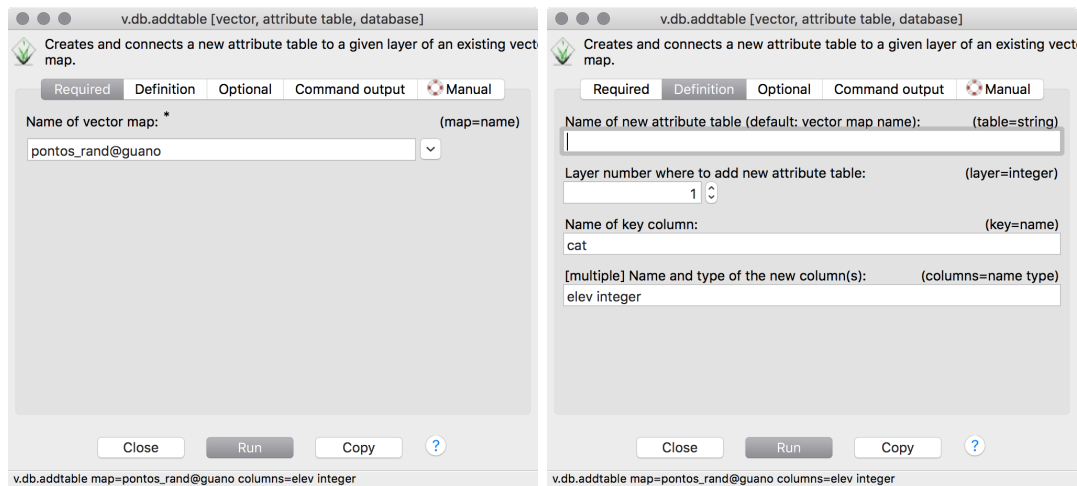 v.db.addtable [vector, attribute table, database]
Creates and connects a new attribute table to a given layer of an existing vect
map.
Required Definition Optional Command output Manual
Name of vector map: * (map=name)
pontos_rand@guano
Close Run Copy ?
v.db.addtable map=pontos_rand@guano columns=elev integer
v.db.addtable [vector, attribute table, database]
Creates and connects a new attribute table to a given layer of an existing vect
map.
Required Definition Optional Command output Manual
Name of new attribute table (default: vector map name): (table=string)
Layer number where to add new attribute table: (layer=integer)
1
Name of key column: (key=name)
cat
[multiple] Name and type of the new column(s): (columns=name type)
elev integer
Close Run Copy ?
v.db.addtable map=pontos_rand@guano columns=elev integer